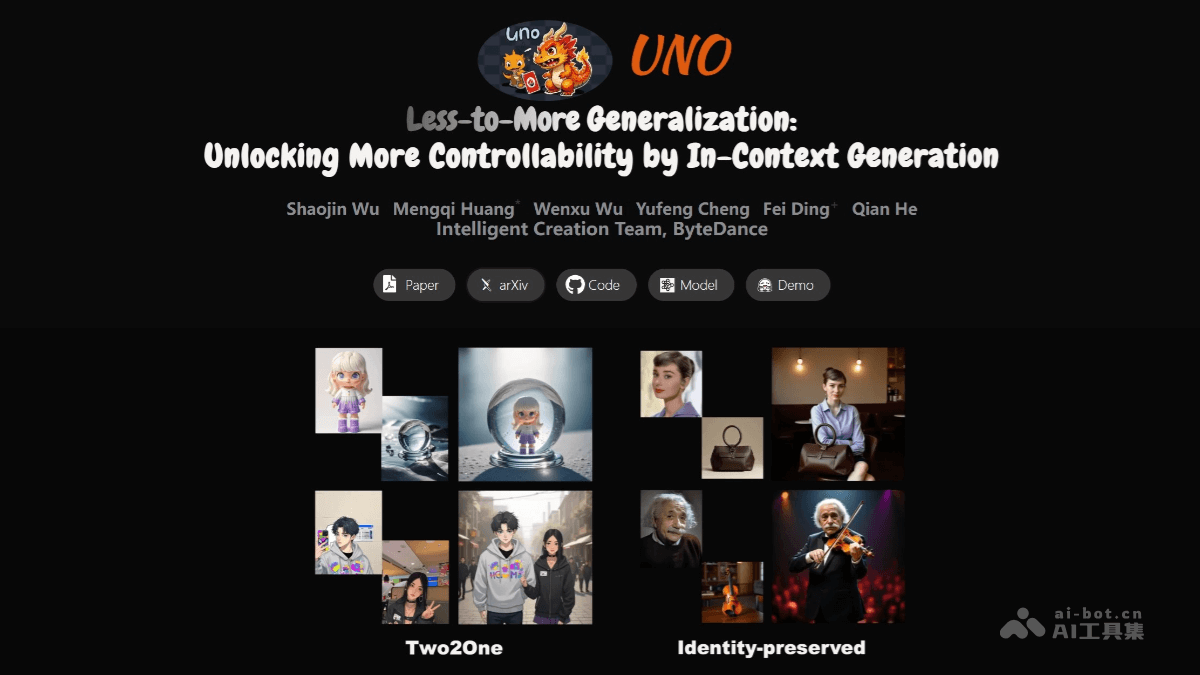 uno
UNO
Less-to-More Generalization:
Unlocking More Controllability by In-Context Generation
Shaojin Wu Mengqi Huang* Wenxu Wu Yufeng Cheng Fei Ding+ Qian He
Intelligent Creation Team, ByteDance
Paper arXiv Code Model Demo
Two2One Identity-preserved
ai-bot.cn
AI工具集